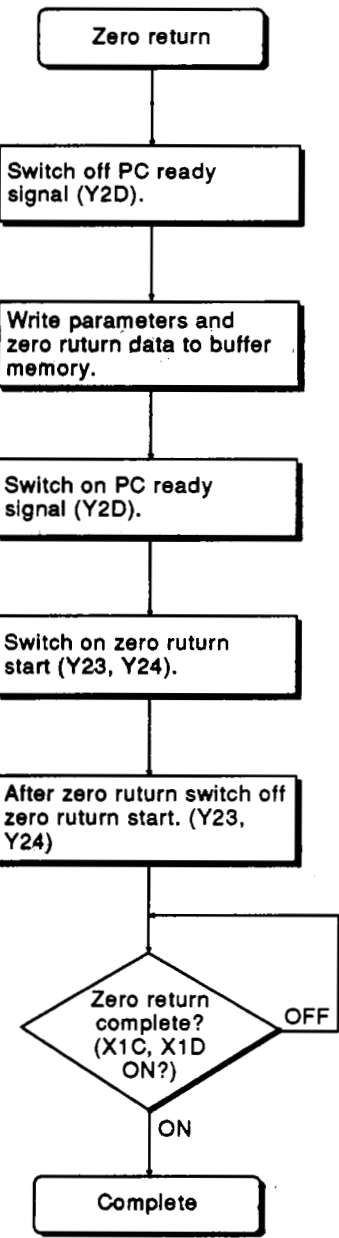 Zero return
Switch off PC ready
signal (Y2D).
Write parameters and
zero ruturn data to buffer
memory.
Switch on PC ready
signal (Y2D).
Switch on zero ruturn
start (Y23, Y24).
After zero ruturn switch off
zero ruturn start. (Y23,
Y24)
Zero return
complete?
(X1C, X1D
ON?)
OFF
ON
Complete